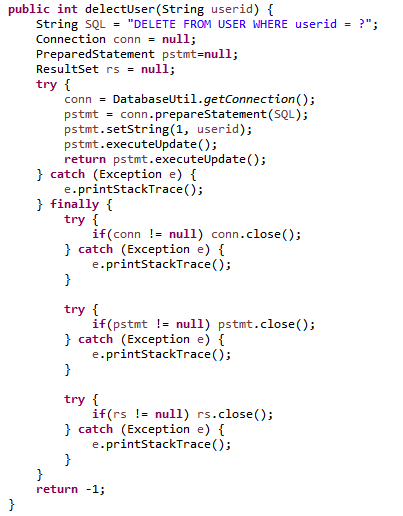 public int delectUser(String userid) {
    String SQL = "DELETE FROM USER WHERE userid = ?";
    Connection conn = null;
    PreparedStatement pstmt=null;
    ResultSet rs = null;
    try {
        conn = DatabaseUtil.getConnection();
        pstmt = conn.prepareStatement(SQL);
        pstmt.setString(1, userid);
        pstmt.executeUpdate();
        return pstmt.executeUpdate();
    } catch (Exception e) {
        e.printStackTrace();
    } finally {
        try {
            if(conn != null) conn.close();
        } catch (Exception e) {
            e.printStackTrace();
        }

        try {
            if(pstmt != null) pstmt.close();
        } catch (Exception e) {
            e.printStackTrace();
        }

        try {
            if(rs != null) rs.close();
        } catch (Exception e) {
            e.printStackTrace();
        }
    }
    return -1;
}